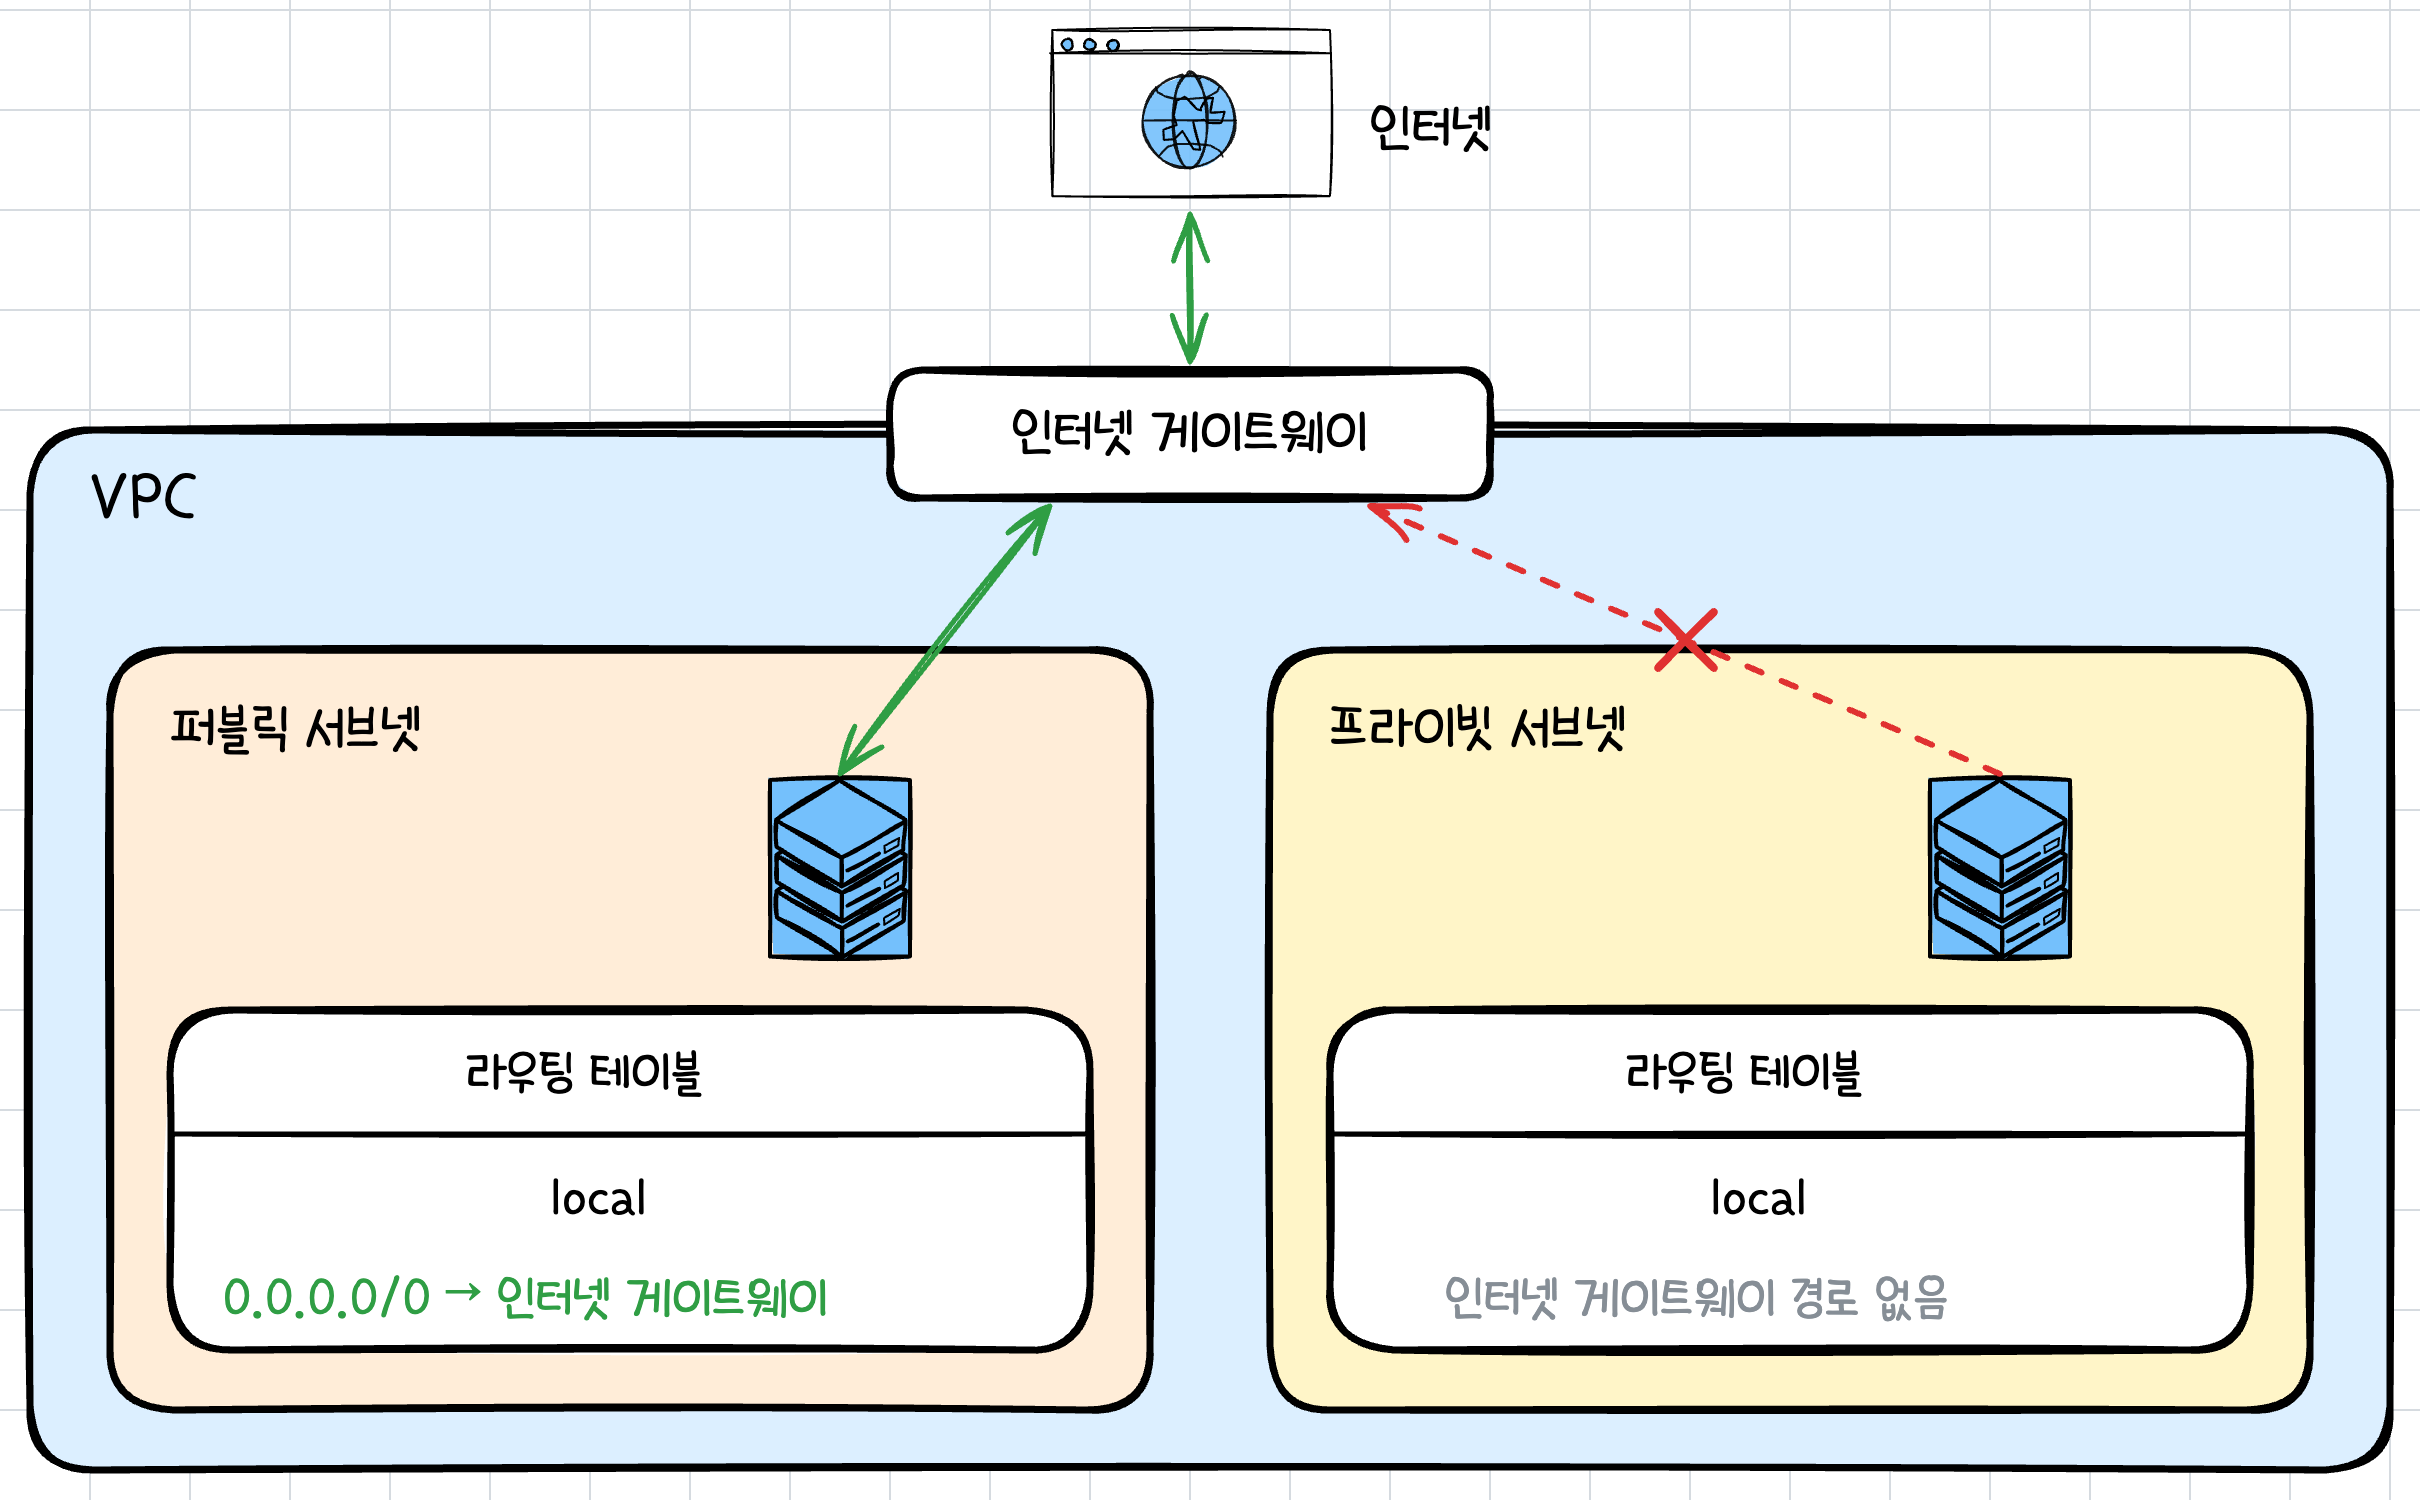 인터넷
인터넷 게이트웨이
VPC
퍼블릭 서브넷
라우팅 테이블
local
0.0.0.0/0 → 인터넷 게이트웨이
프라이빗 서브넷
라우팅 테이블
local
인터넷 게이트웨이 경로 없음